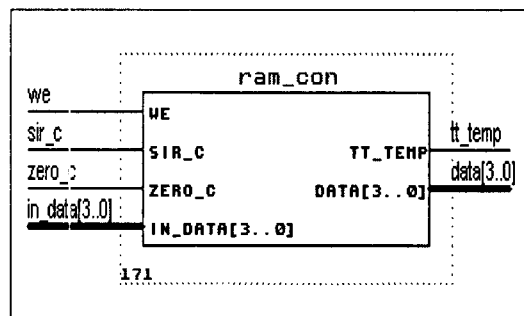 ram_con
we
WE
sir_c
SIR_C
TT_TEMP
tt_temp
zero_c
ZERO_C
DATA[3..0]
data[3..0]
in_data[3..0]
IN_DATA[3..0]
171